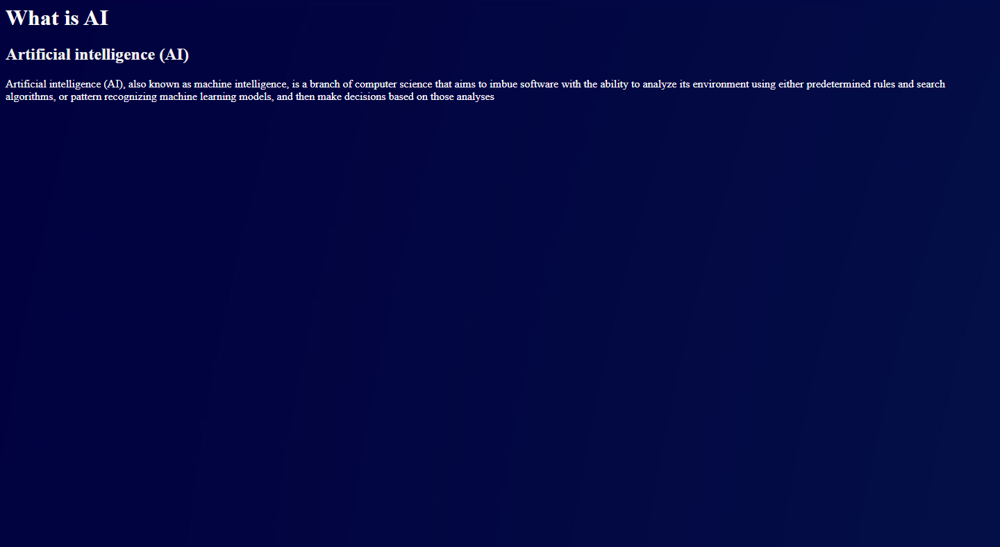 What is AI
Artificial intelligence (AI)
Artificial intelligence (AI), also known as machine intelligence, is a branch of computer science that aims to imbue software with the ability to analyze its environment using either predetermined rules and search
algorithms, or pattern recognizing machine learning models, and then make decisions based on those analyses